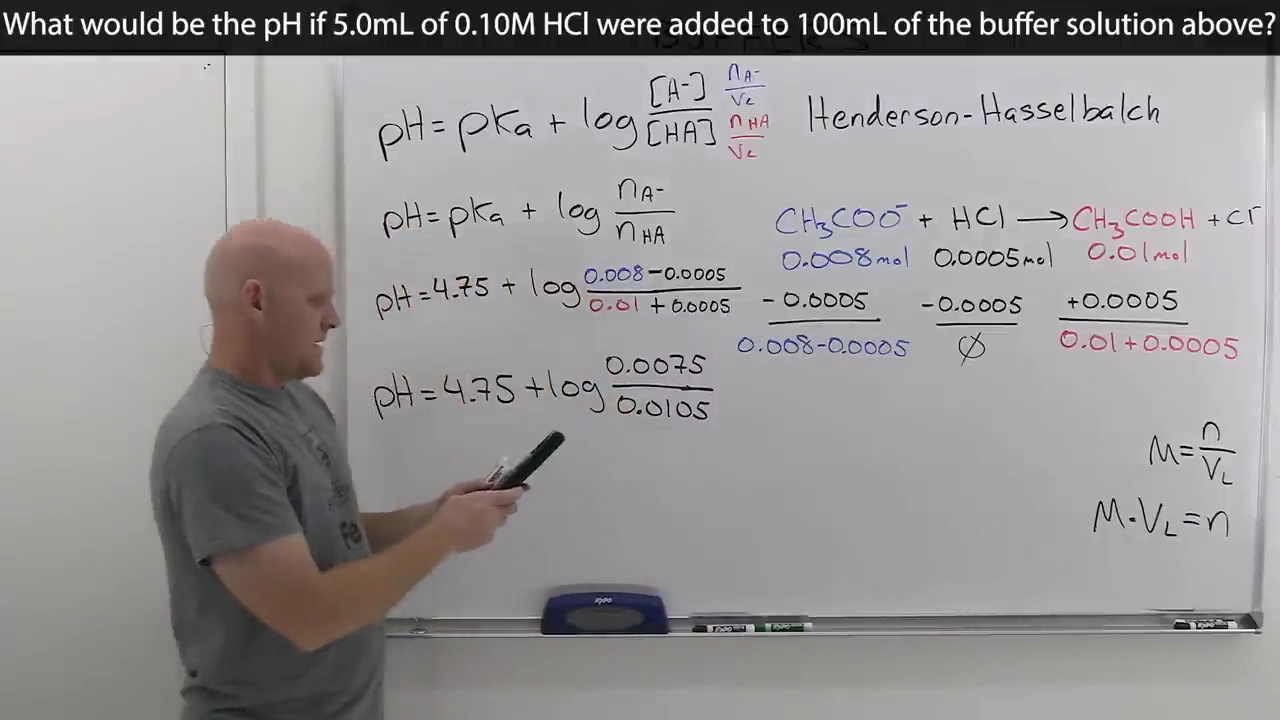 What would be the pH if 5.0mL of 0.10M HCl were added to 100mL of the buffer solution above?
pH = pKa + log [A-] / [HA]
nA- / VL
nHA / VL
Henderson-Hasselbalch
pH = pKa + log nA- / nHA
CH3COO- + HCl → CH3COOH + Cl-
0.008mol 0.0005mol 0.01mol
pH = 4.75 + log 0.008 - 0.0005 / 0.01 + 0.0005
- 0.0005 - 0.0005 + 0.0005
0.008-0.0005 ∅ 0.01+0.0005
pH = 4.75 + log 0.0075 / 0.0105
M = n / VL
M·VL = n
EXPO